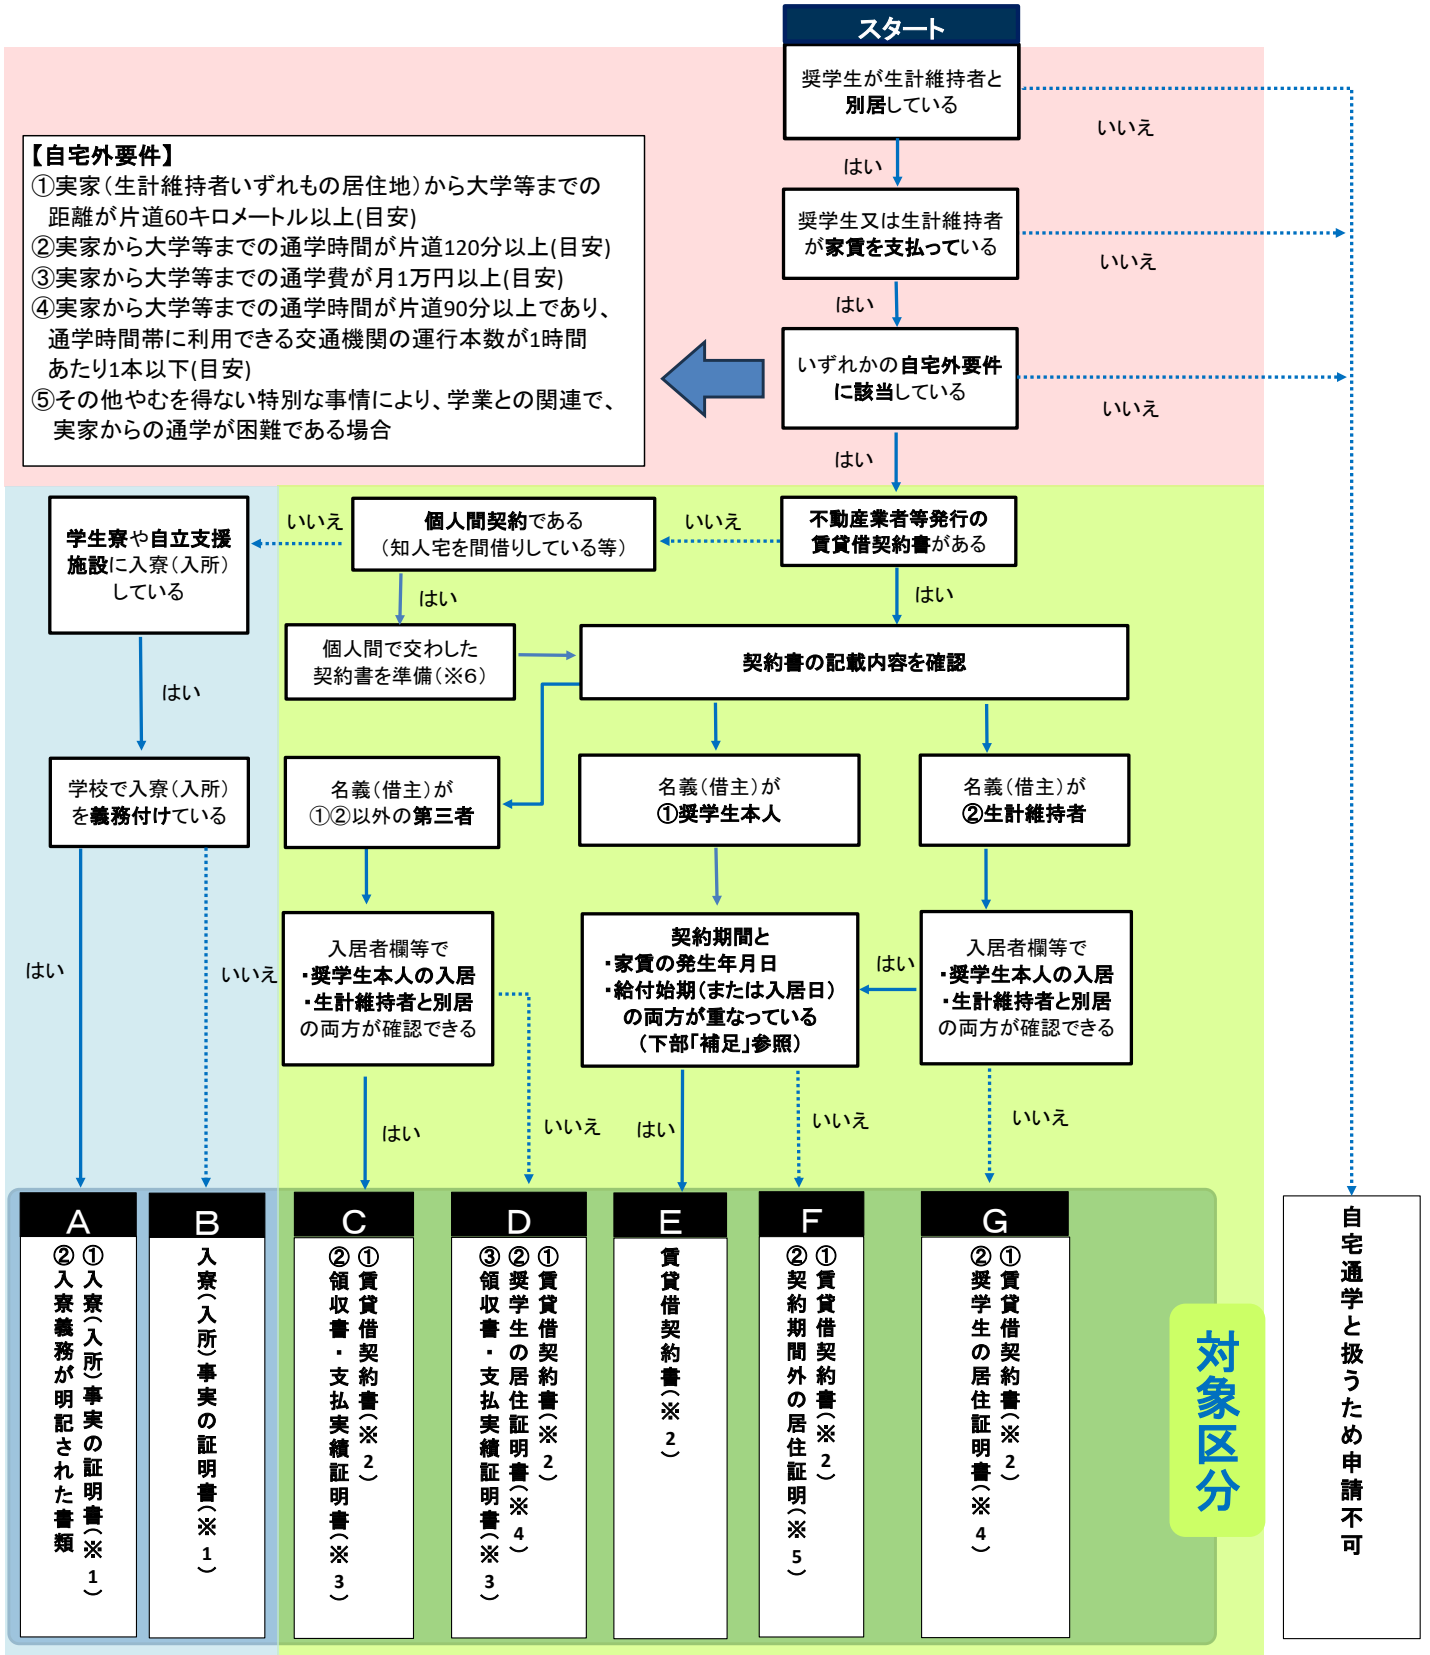 スタート
奨学生が生計維持者と
別居している
いいえ
はい
【自宅外要件】
①実家（生計維持者いずれもの居住地）から大学等までの
距離が片道60キロメートル以上(目安)
②実家から大学等までの通学時間が片道120分以上(目安)
③実家から大学等までの通学費が月1万円以上(目安)
④実家から大学等までの通学時間が片道90分以上であり、
通学時間帯に利用できる交通機関の運行本数が1時間
あたり1本以下(目安)
⑤その他やむを得ない特別な事情により、学業との関連で、
実家からの通学が困難である場合
奨学生又は生計維持者
が家賃を支払っている
いいえ
はい
いずれかの自宅外要件
に該当している
いいえ
はい
不動産業者等発行の
賃貸借契約書がある
いいえ
はい
個人間契約である
（知人宅を間借りしている等）
いいえ
はい
学生寮や自立支援
施設に入寮（入所）
している
はい
個人間で交わした
契約書を準備（※６）
契約書の記載内容を確認
学校で入寮（入所）
を義務付けている
はい
いいえ
名義（借主）が
①②以外の第三者
名義（借主）が
①奨学生本人
名義（借主）が
②生計維持者
入居者欄等で
・奨学生本人の入居
・生計維持者と別居
の両方が確認できる
はい
いいえ
契約期間と
・家賃の発生年月日
・給付始期（または入居日）
の両方が重なっている
（下部「補足」参照）
はい
いいえ
入居者欄等で
・奨学生本人の入居
・生計維持者と別居
の両方が確認できる
はい
いいえ
A
①入寮（入所）事実の証明書（※1）
②入寮義務が明記された書類
B
入寮（入所）事実の証明書（※1）
C
①賃貸借契約書（※2）
②領収書・支払実績証明書（※3）
D
①賃貸借契約書（※2）
②奨学生の居住証明書（※4）
③領収書・支払実績証明書（※3）
E
賃貸借契約書（※2）
F
①賃貸借契約書（※2）
②契約期間外の居住証明（※5）
G
①賃貸借契約書（※2）
②奨学生の居住証明書（※4）
対象区分
自宅通学と扱うため申請不可